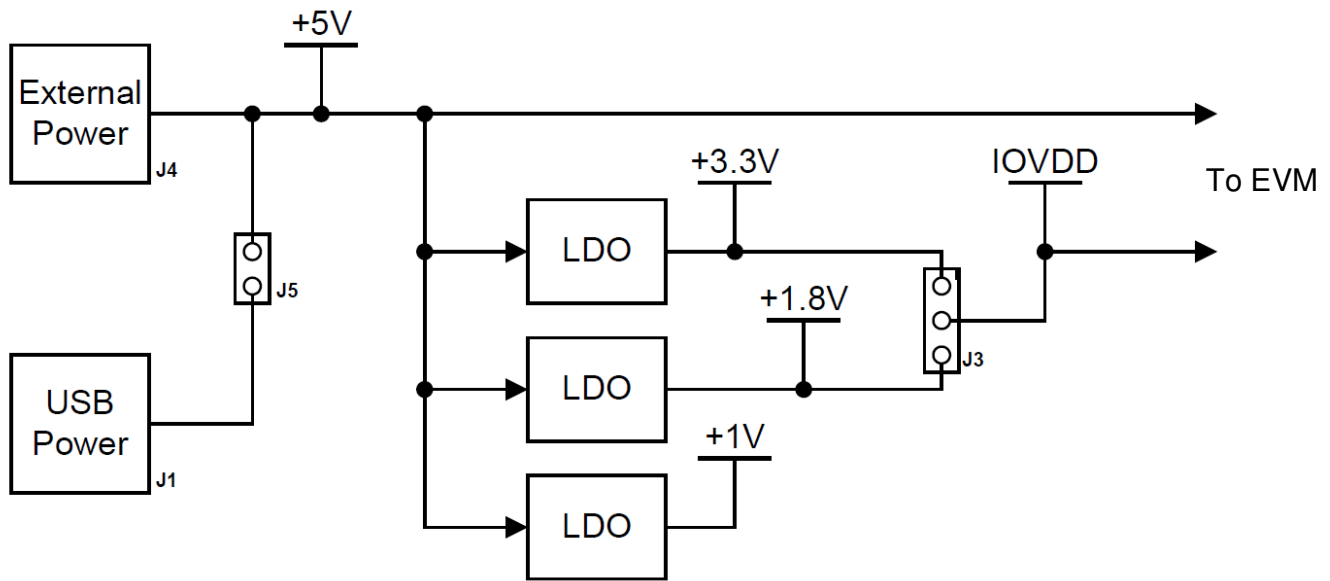 +5V
External
Power
J4
+3.3V
IOVDD
To EVM
LDO
J5
+1.8V
J3
USB
Power
J1
LDO
+1V
LDO